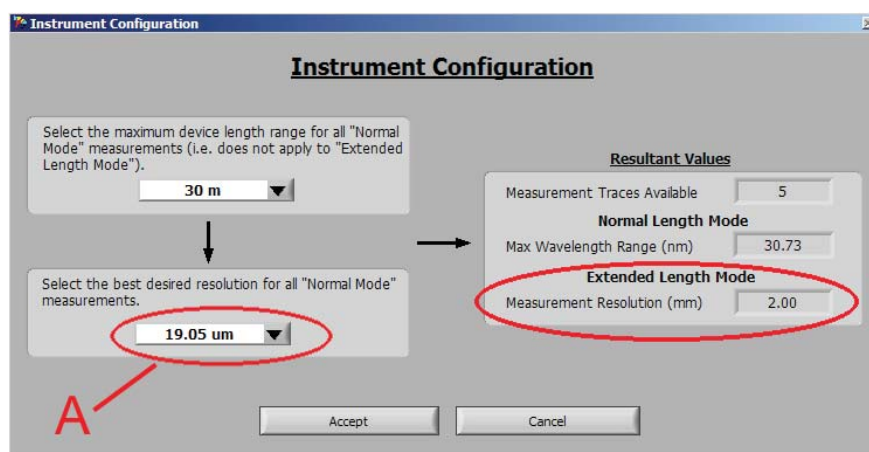 Instrument Configuration
Instrument Configuration
Select the maximum device length range for all "Normal
Mode" measurements (i.e. does not apply to "Extended
Length Mode").
30 m
Select the best desired resolution for all "Normal Mode"
measurements.
19.05 um
A
Resultant Values
Measurement Traces Available 5
Normal Length Mode
Max Wavelength Range (nm) 30.73
Extended Length Mode
Measurement Resolution (mm) 2.00
Accept Cancel